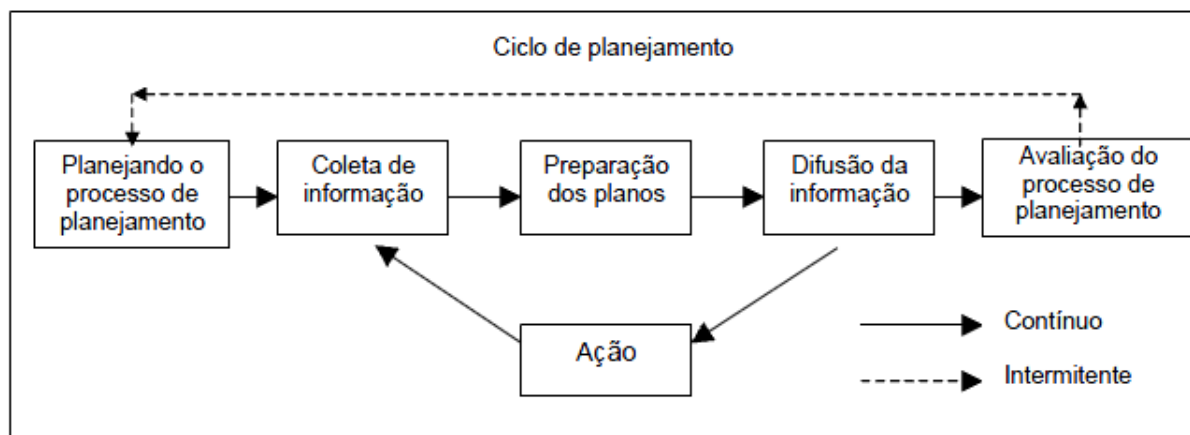 Ciclo de planejamento
Planejando o
processo de
planejamento
Coleta de
informação
Preparação
dos planos
Difusão da
informação
Avaliação do
processo de
planejamento
Ação
Contínuo
Intermitente